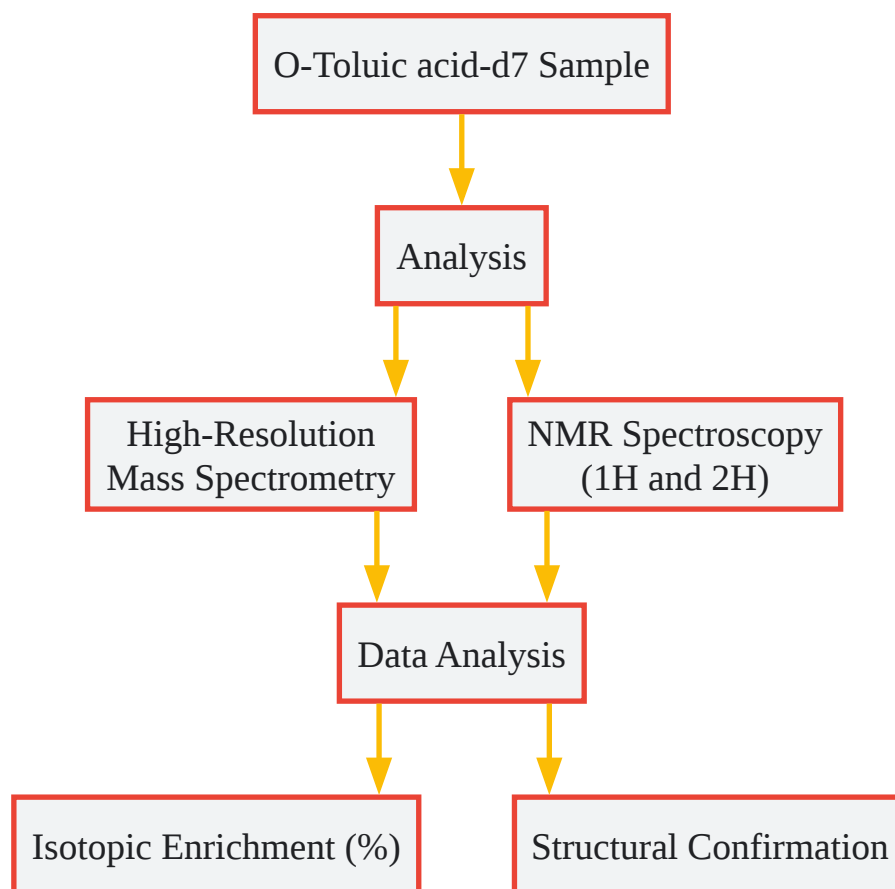 O-Toluic acid-d7 Sample
Analysis
High-Resolution
Mass Spectrometry
NMR Spectroscopy
(1H and 2H)
Data Analysis
Isotopic Enrichment (%)
Structural Confirmation